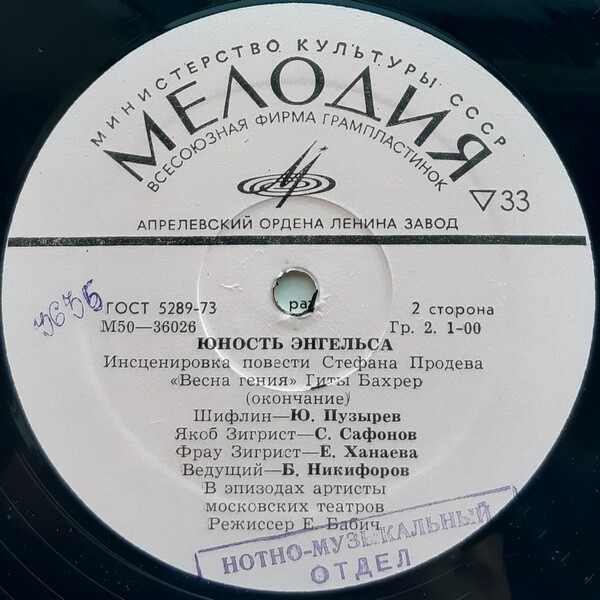 МИНИСТЕРСТВО КУЛЬТУРЫ СССР
МЕЛОДИЯ
ВСЕСОЮЗНАЯ ФИРМА ГРАМПЛАСТИНОК
33
АПРЕЛЕВСКИЙ ОРДЕНА ЛЕНИНА ЗАВОД
ГОСТ 5289-73
2 сторона
М50—36026
Гр. 2. 1-00
ЮНОСТЬ ЭНГЕЛЬСА
Инсценировка повести Стефана Продева
«Весна гения» Гиты Бахрер
(окончание)
Шифлин—Ю. Пузырев
Якоб Зигрист—С. Сафонов
Фрау Зигрист—Е. Ханаева
Ведущий—Б. Никифоров
В эпизодах артисты
московских театров
Режиссер Е. Бабич
НОТНО-МУЗЫКАЛЬНЫЙ
ОТДЕЛ